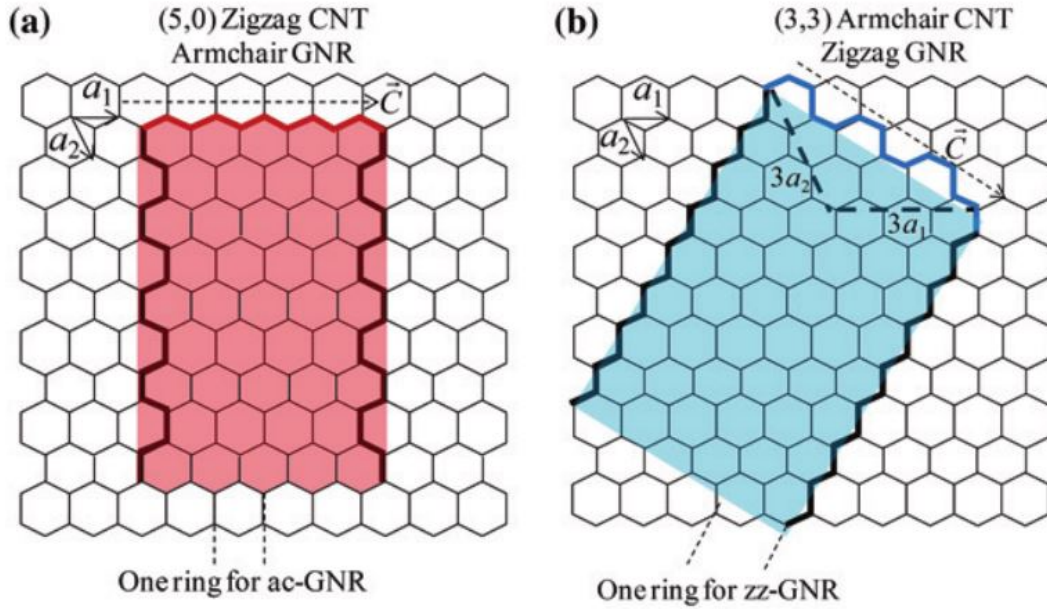 (a)
(5,0) Zigzag CNT
Armchair GNR
a₁
a₂
C⃗
One ring for ac-GNR
(b)
(3,3) Armchair CNT
Zigzag GNR
a₁
a₂
C⃗
3a₂
3a₁
One ring for zz-GNR